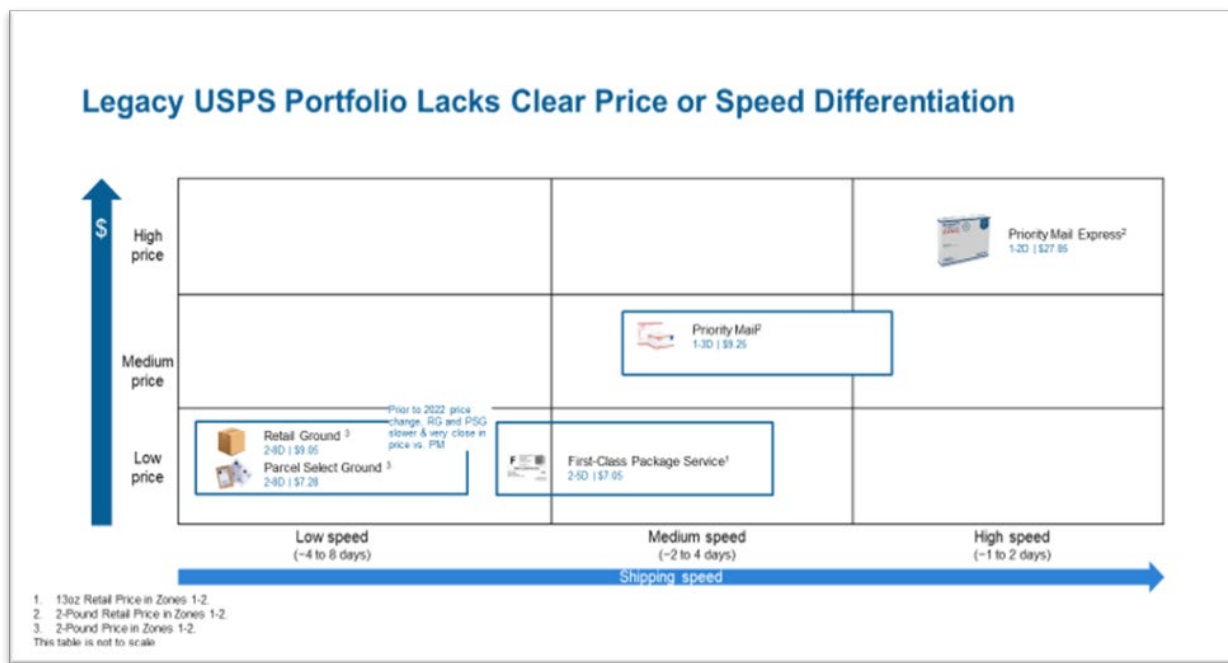 Legacy USPS Portfolio Lacks Clear Price or Speed Differentiation
$
High
price
Priority Mail Express²
1-2D | $27.85
Medium
price
Priority Mail²
1-3D | $9.25
Low
price
Prior to 2022 price
change, RG and PSG
slower & very close in
price vs. PM
Retail Ground ³
2-8D | $9.05
Parcel Select Ground ³
2-8D | $7.28
F
First-Class Package Service¹
2-5D | $7.05
Low speed
(~4 to 8 days)
Medium speed
(~2 to 4 days)
High speed
(~1 to 2 days)
Shipping speed
1. 13oz Retail Price in Zones 1-2.
2. 2-Pound Retail Price in Zones 1-2.
3. 2-Pound Price in Zones 1-2.
This table is not to scale